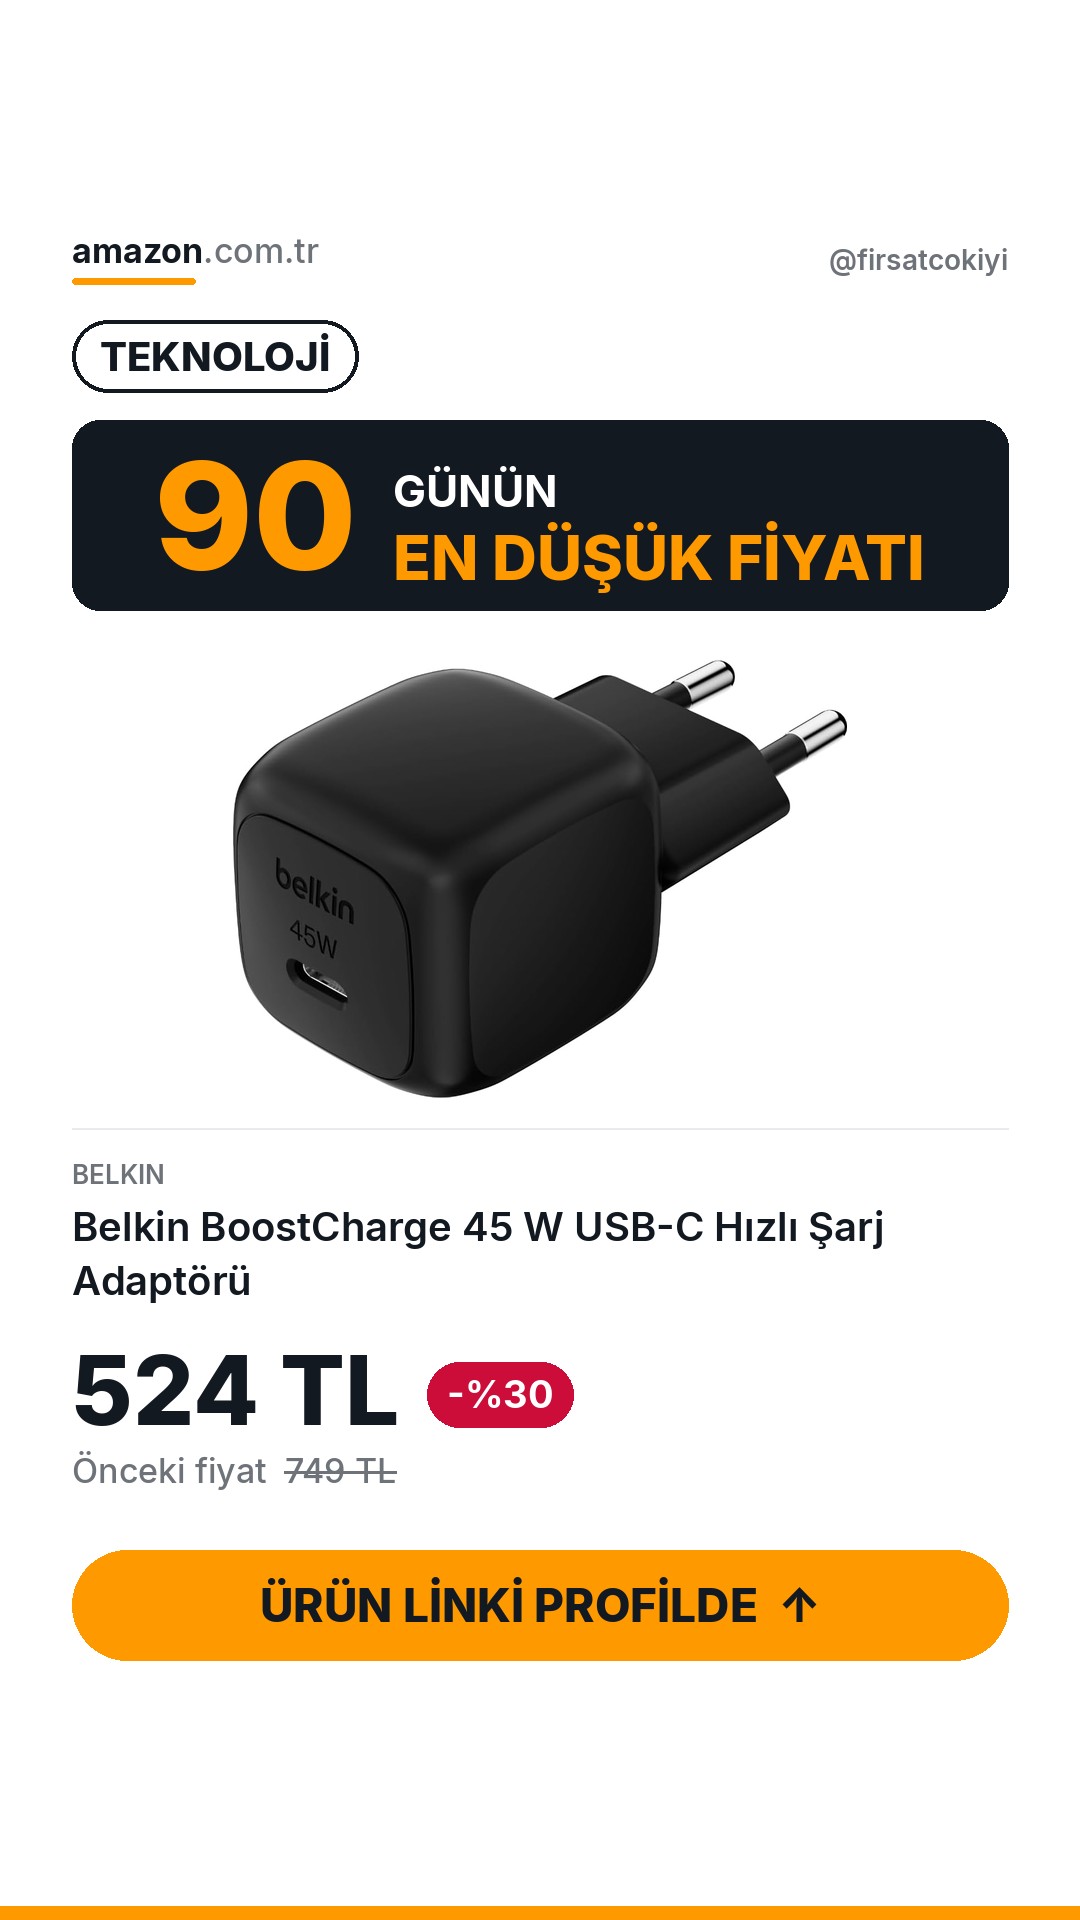 amazon.com.tr
@firsatcokiyi
TEKNOLOJİ
90
GÜNÜN
EN DÜŞÜK FİYATI
belkin
45W
BELKIN
Belkin BoostCharge 45 W USB-C Hızlı Şarj
Adaptörü
524 TL -%30
Önceki fiyat 749 TL
ÜRÜN LİNKİ PROFİLDE ↑